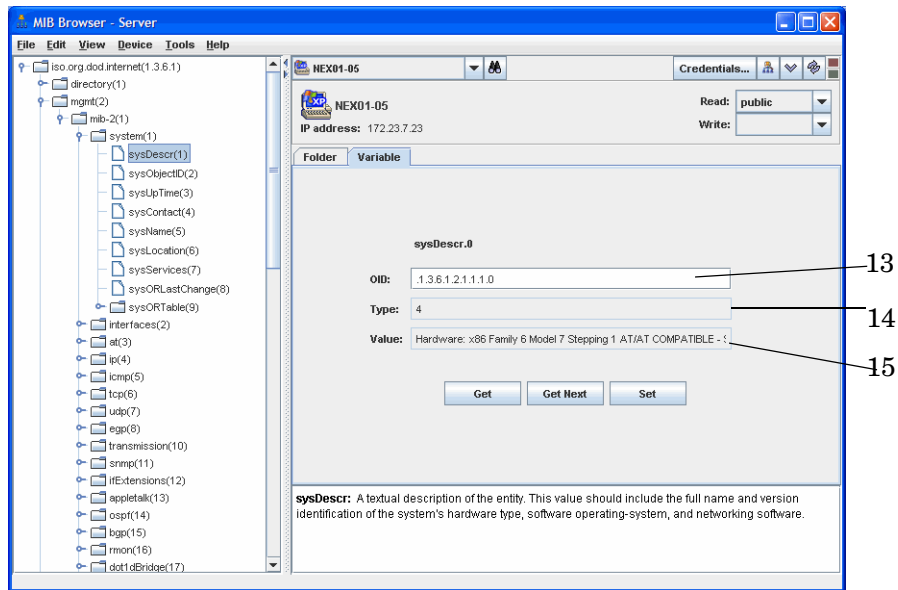 MIB Browser - Server
File Edit View Device Tools Help
iso.org.dod.internet(1.3.6.1)
directory(1)
mgmt(2)
mib-2(1)
system(1)
sysDescr(1)
sysObjectID(2)
sysUpTime(3)
sysContact(4)
sysName(5)
sysLocation(6)
sysServices(7)
sysORLastChange(8)
sysORTable(9)
interfaces(2)
at(3)
ip(4)
icmp(5)
tcp(6)
udp(7)
egp(8)
transmission(10)
snmp(11)
ifExtensions(12)
appletalk(13)
ospf(14)
bgp(15)
rmon(16)
dot1dBridge(17)
NEX01-05
Credentials...
EXP
NEX01-05
IP address: 172.23.7.23
Read: public
Write:
Folder Variable
sysDescr.0
OID: .1.3.6.1.2.1.1.1.0
Type: 4
Value: Hardware: x86 Family 6 Model 7 Stepping 1 AT/AT COMPATIBLE -
Get Get Next Set
sysDescr: A textual description of the entity. This value should include the full name and version
identification of the system's hardware type, software operating-system, and networking software.
13
14
15